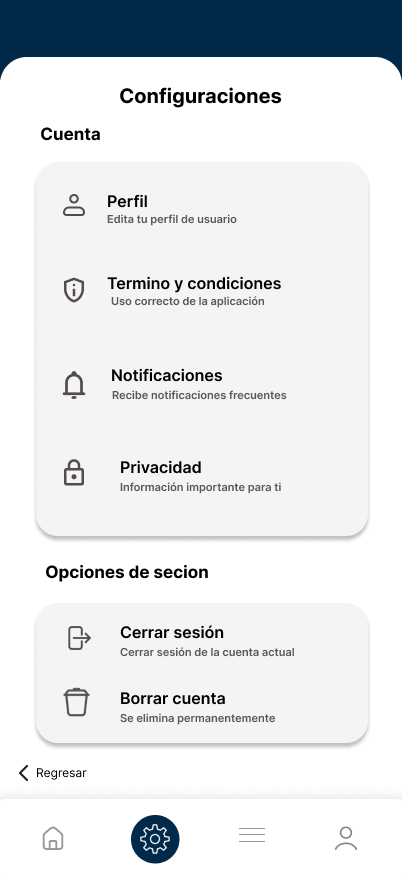 Configuraciones
Cuenta
Perfil
Edita tu perfil de usuario
Termino y condiciones
Uso correcto de la aplicación
Notificaciones
Recibe notificaciones frecuentes
Privacidad
Información importante para ti
Opciones de secion
Cerrar sesión
Cerrar sesión de la cuenta actual
Borrar cuenta
Se elimina permanentemente
Regresar